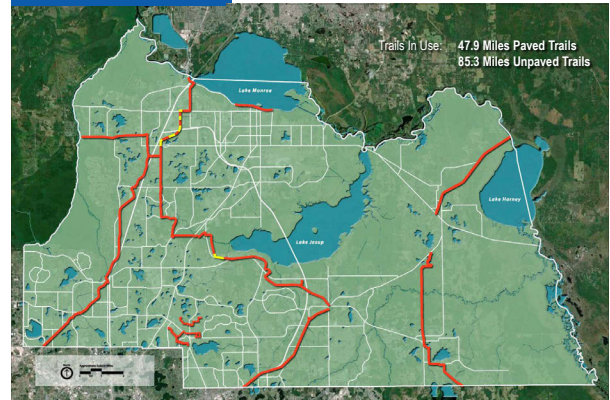 Trails In Use: 47.9 Miles Paved Trails
85.3 Miles Unpaved Trails
Lake Monroe
Lake Harney
Lake Jesup